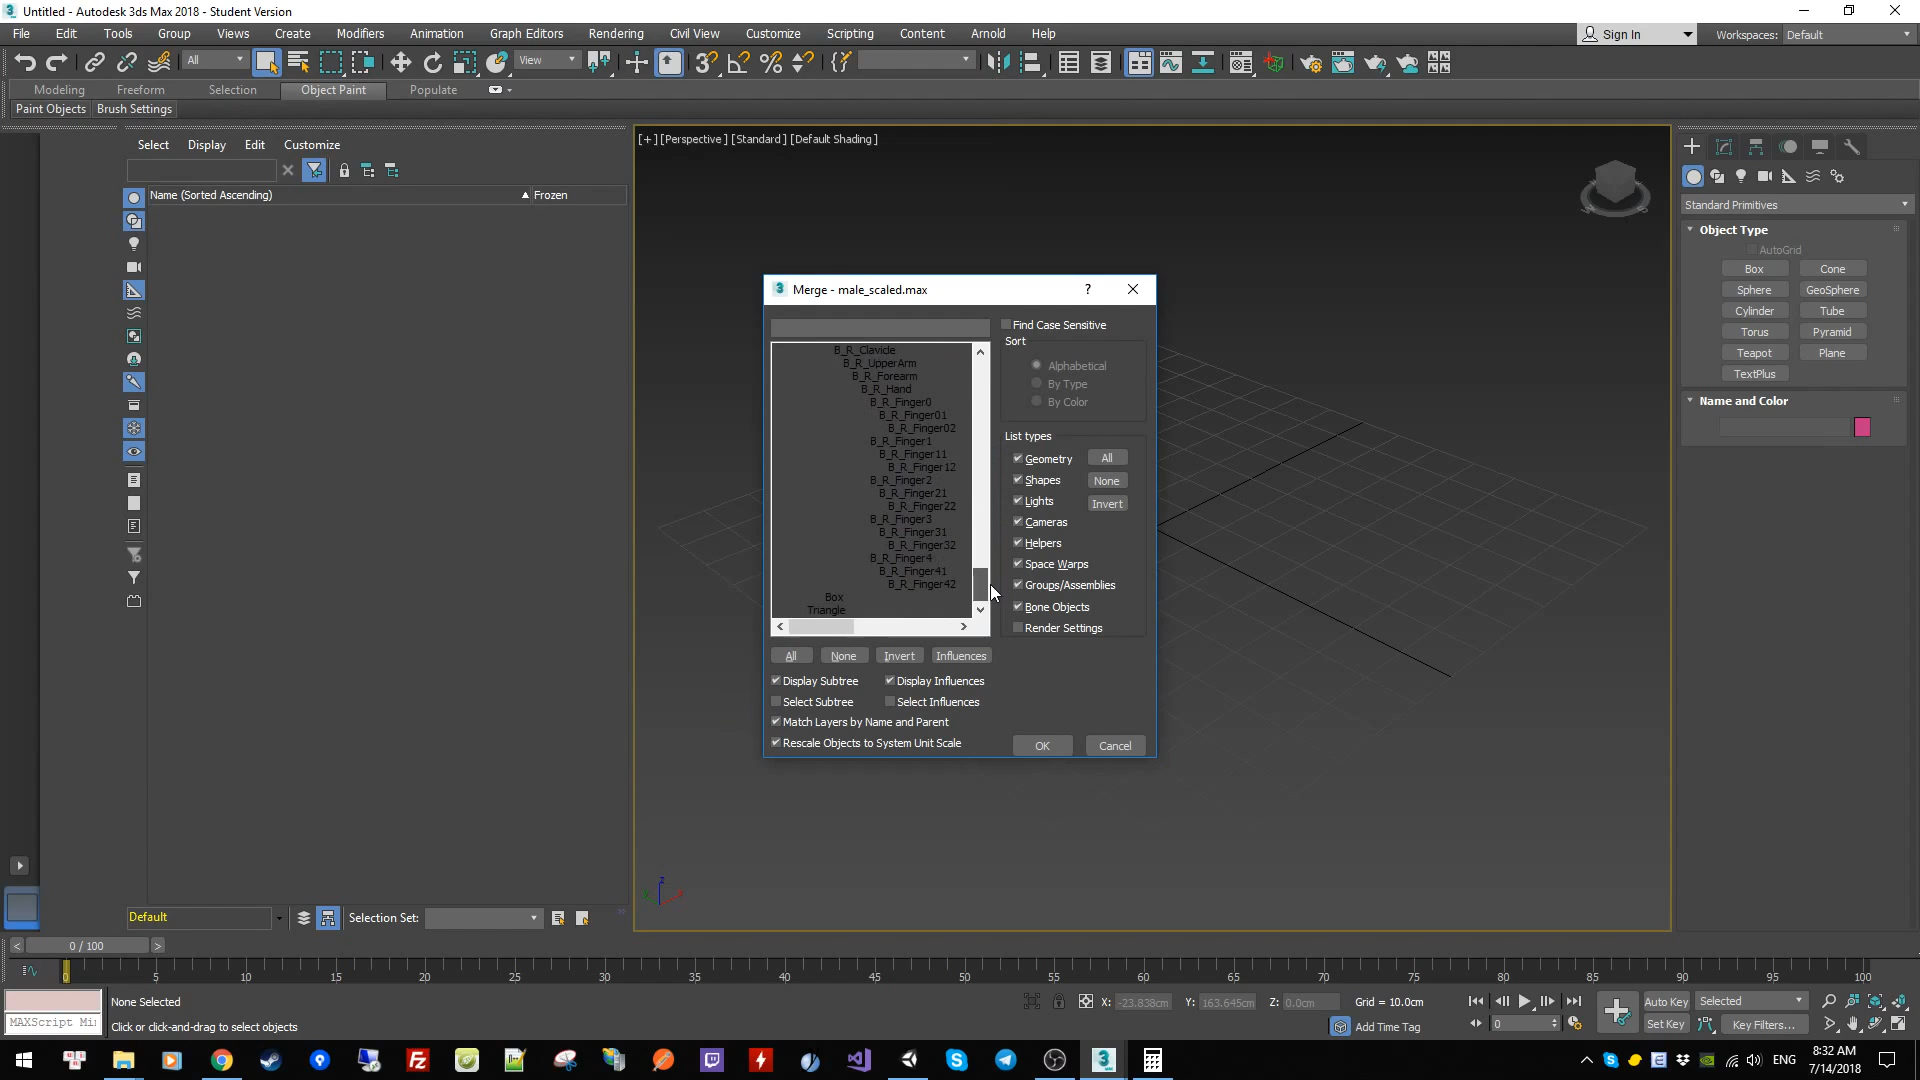 Untitled - Autodesk 3ds Max 2018 - Student Version
File Edit Tools Group Views Create Modifiers Animation Graph Editors Rendering Civil View Customize Scripting Content Arnold Help
Sign In Workspaces: Default
All View
Modeling Freeform Selection Object Paint Populate
Paint Objects Brush Settings
Select Display Edit Customize
Name (Sorted Ascending) Frozen
[+] [Perspective] [Standard] [Default Shading]
Standard Primitives
Object Type
AutoGrid
Box Cone
Sphere GeoSphere
Cylinder Tube
Torus Pyramid
Teapot Plane
TextPlus
Name and Color
Merge - male_scaled.max ?
Find Case Sensitive
Sort
Alphabetical
By Type
By Color
B_R_Clavicle
B_R_UpperArm
B_R_Forearm
B_R_Hand
B_R_Finger0
B_R_Finger01
B_R_Finger02
B_R_Finger1
B_R_Finger11
B_R_Finger12
B_R_Finger2
B_R_Finger21
B_R_Finger22
B_R_Finger3
B_R_Finger31
B_R_Finger32
B_R_Finger4
B_R_Finger41
B_R_Finger42
Box
Triangle
List types
Geometry All
Shapes None
Lights Invert
Cameras
Helpers
Space Warps
Groups/Assemblies
Bone Objects
Render Settings
All None Invert Influences
Display Subtree Display Influences
Select Subtree Select Influences
Match Layers by Name and Parent
Rescale Objects to System Unit Scale
OK Cancel
Default Selection Set:
0 / 100
0 5 10 15 20 25 30 35 40 45 50 55 60 65 70 75 80 85 90 95 100
None Selected X: -23.838cm Y: 163.645cm Z: 0.0cm Grid = 10.0cm Auto Key Selected
MAXScript Mi Click or click-and-drag to select objects Add Time Tag 0 Set Key Key Filters...
ENG 8:32 AM
7/14/2018